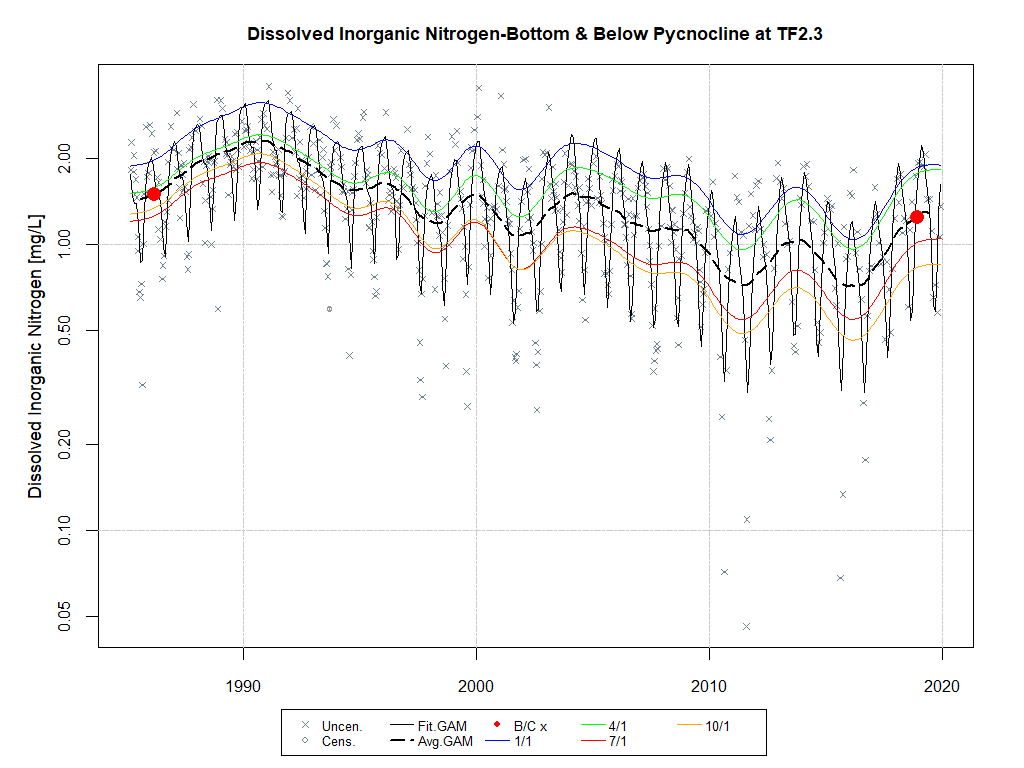 Dissolved Inorganic Nitrogen-Bottom & Below Pycnocline at TF2.3
Dissolved Inorganic Nitrogen [mg/L]
2.00
1.00
0.50
0.20
0.10
0.05
1990 2000 2010 2020
Uncen. Fit.GAM B/C x 4/1 10/1
Cens. Avg.GAM 1/1 7/1